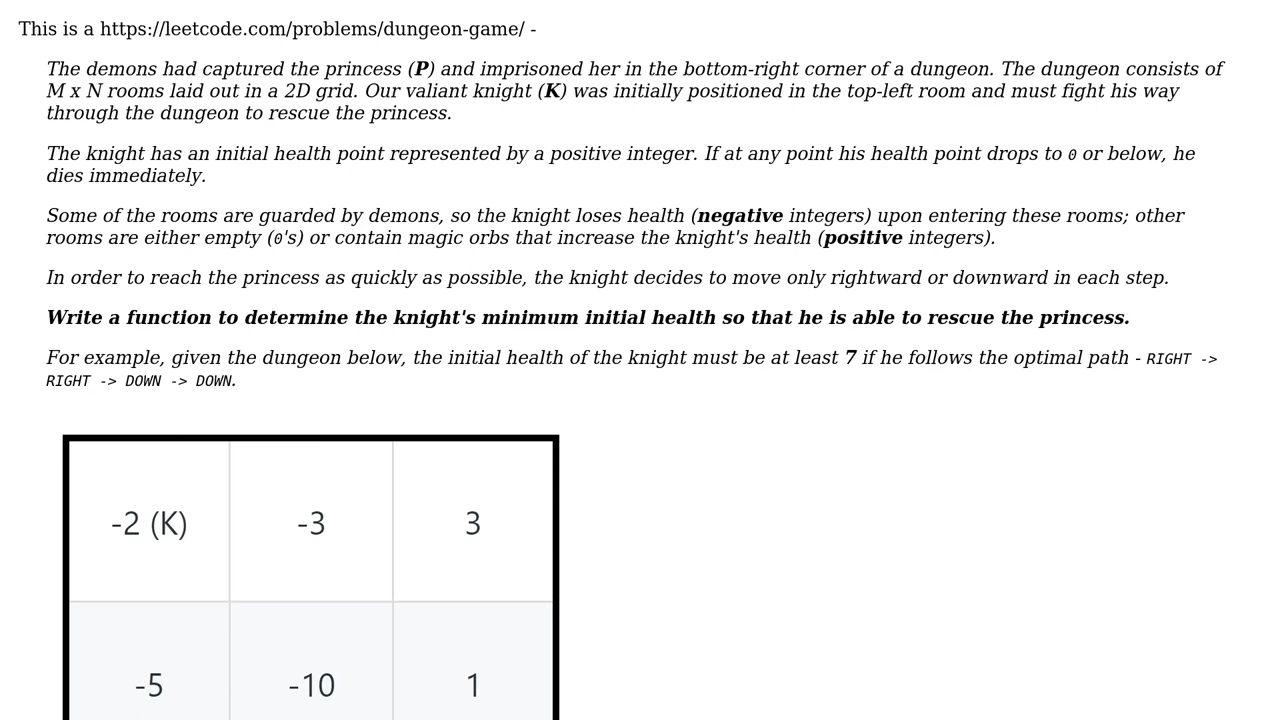 This is a https://leetcode.com/problems/dungeon-game/ -
The demons had captured the princess (P) and imprisoned her in the bottom-right corner of a dungeon. The dungeon consists of
M x N rooms laid out in a 2D grid. Our valiant knight (K) was initially positioned in the top-left room and must fight his way
through the dungeon to rescue the princess.
The knight has an initial health point represented by a positive integer. If at any point his health point drops to 0 or below, he
dies immediately.
Some of the rooms are guarded by demons, so the knight loses health (negative integers) upon entering these rooms; other
rooms are either empty (0's) or contain magic orbs that increase the knight's health (positive integers).
In order to reach the princess as quickly as possible, the knight decides to move only rightward or downward in each step.
Write a function to determine the knight's minimum initial health so that he is able to rescue the princess.
For example, given the dungeon below, the initial health of the knight must be at least 7 if he follows the optimal path - RIGHT ->
RIGHT -> DOWN -> DOWN.
-2 (K) -3 3
-5 -10 1